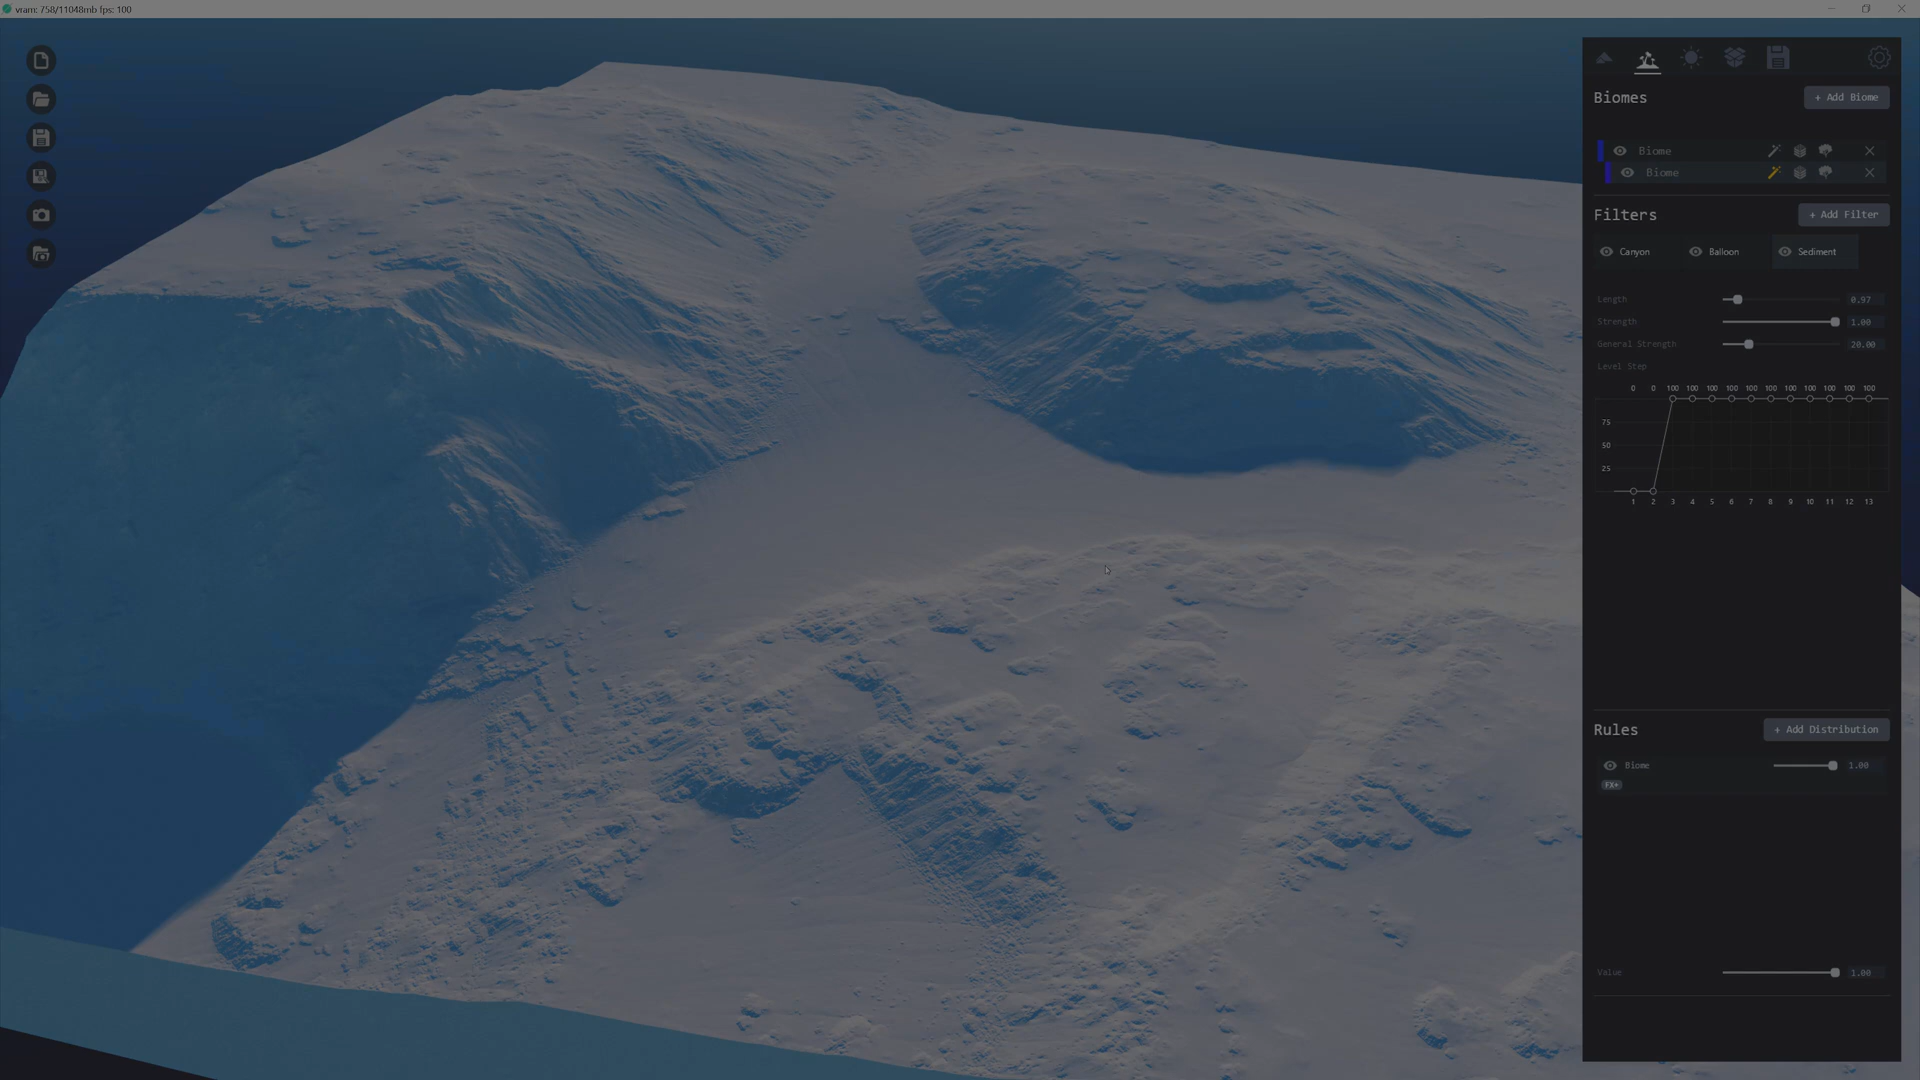 vram: 758/11048mb fps: 100
Biomes
+ Add Biome
Biome
Biome
Filters
+ Add Filter
Canyon Balloon Sediment
Length 0.97
Strength 1.00
General Strength 20.00
Level Step
0 0 100 100 100 100 100 100 100 100 100 100 100
75
50
25
1 2 3 4 5 6 7 8 9 10 11 12 13
Rules
+ Add Distribution
Biome 1.00
FX+
Value 1.00